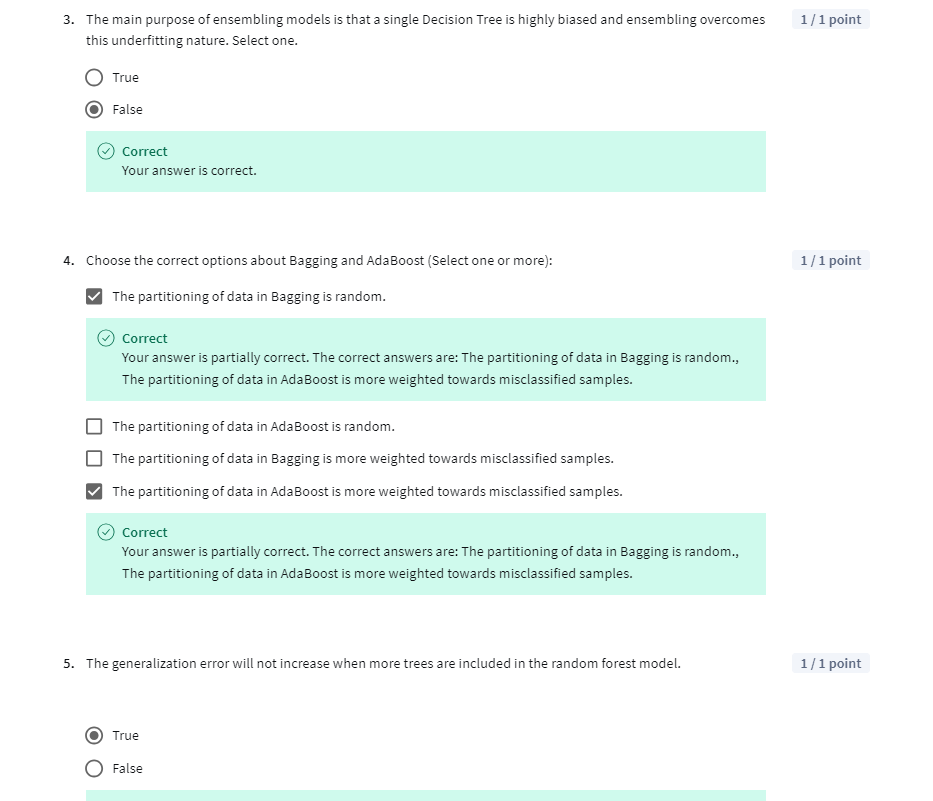 3. The main purpose of ensembling models is that a single Decision Tree is highly biased and ensembling overcomes
this underfitting nature. Select one.
1 / 1 point
True
False
Correct
Your answer is correct.
4. Choose the correct options about Bagging and AdaBoost (Select one or more):
1 / 1 point
The partitioning of data in Bagging is random.
Correct
Your answer is partially correct. The correct answers are: The partitioning of data in Bagging is random.,
The partitioning of data in AdaBoost is more weighted towards misclassified samples.
The partitioning of data in AdaBoost is random.
The partitioning of data in Bagging is more weighted towards misclassified samples.
The partitioning of data in AdaBoost is more weighted towards misclassified samples.
Correct
Your answer is partially correct. The correct answers are: The partitioning of data in Bagging is random.,
The partitioning of data in AdaBoost is more weighted towards misclassified samples.
5. The generalization error will not increase when more trees are included in the random forest model.
1 / 1 point
True
False